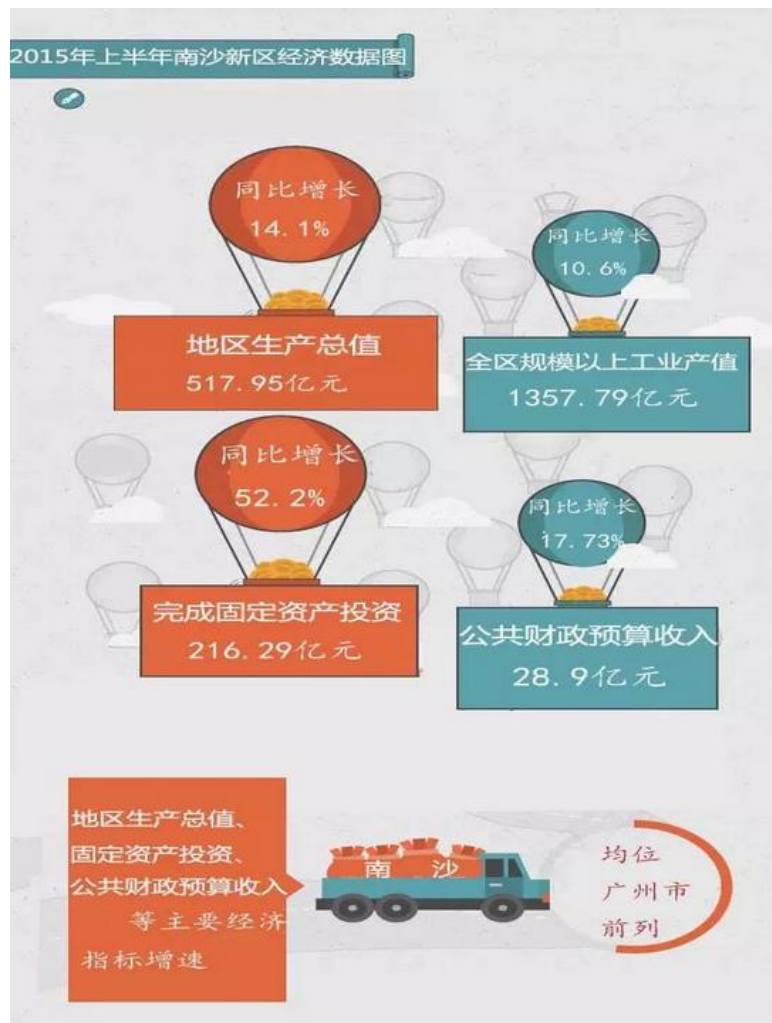 2015年上半年南沙新区经济数据图
同比增长
14.1%
地区生产总值
517.95亿元
同比增长
10.6%
全区规模以上工业产值
1357.79亿元
同比增长
52.2%
完成固定资产投资
216.29亿元
同比增长
17.73%
公共财政预算收入
28.9亿元
地区生产总值、
固定资产投资、
公共财政预算收入
等主要经济
指标增速
南 沙
均位
广州市
前列